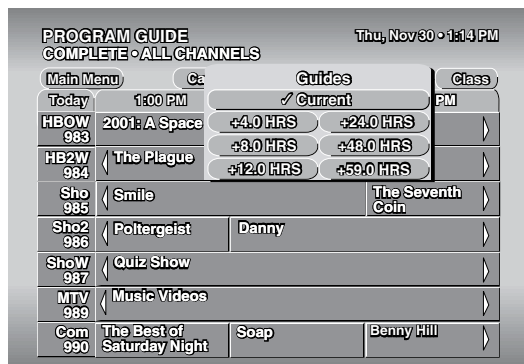 PROGRAM GUIDE
Thu, Nov 30 • 1:14 PM
COMPLETE • ALL CHANNELS
Main Menu
Ca
Guides
Class
Today
1:00 PM
✓ Current
PM
HBOW
983
2001: A Space
+4.0 HRS
+24.0 HRS
HB2W
984
The Plague
+8.0 HRS
+48.0 HRS
+12.0 HRS
+59.0 HRS
Sho
985
Smile
The Seventh
Coin
Sho2
986
Poltergeist
Danny
ShoW
987
Quiz Show
MTV
989
Music Videos
Com
990
The Best of
Saturday Night
Soap
Benny Hill